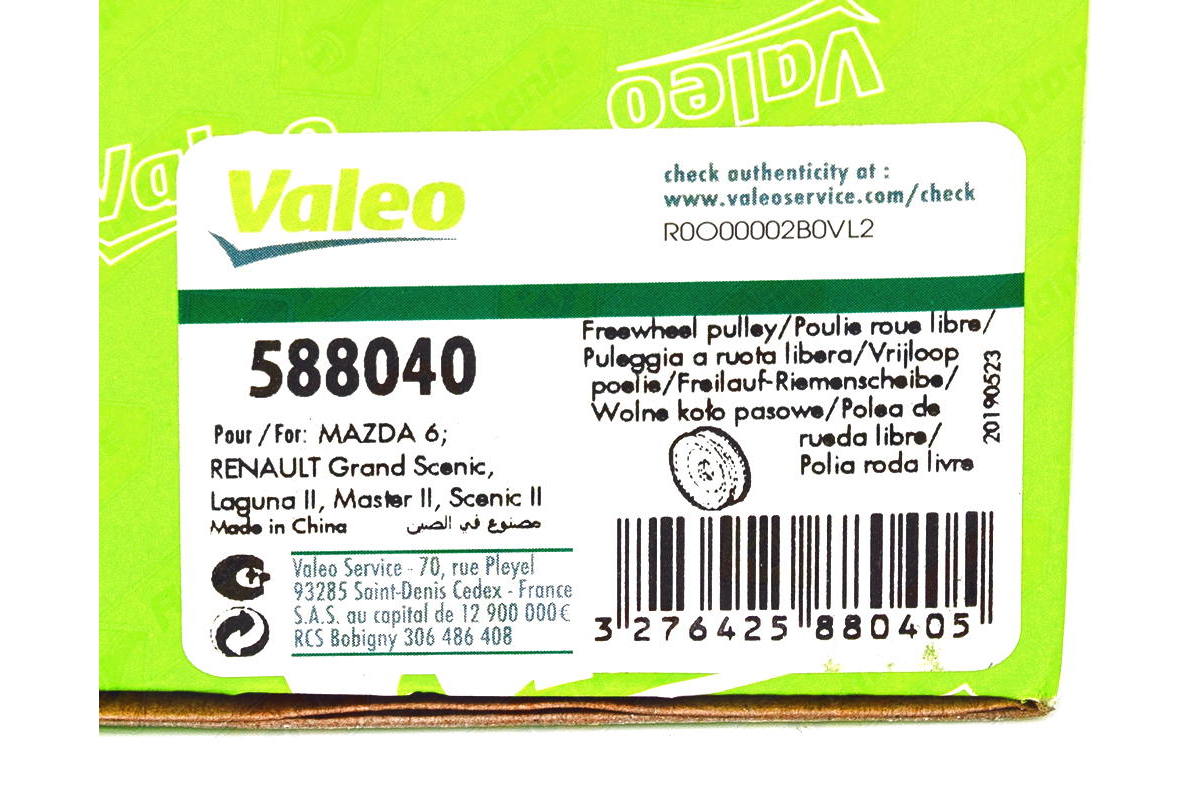 Valeo
Valeo
Valeo
check authenticity at :
www.valeoservice.com/check
R0O00002B0VL2
588040
Freewheel pulley/Poulie roue libre/
Puleggia a ruota libera/Vrijloop
poelie/Freilauf-Riemenscheibe/
Wolne koło pasowe/Polea de
rueda libre/
Polia roda livre
20190523
Pour / For: MAZDA 6;
RENAULT Grand Scenic,
Laguna II, Master II, Scenic II
Made in China مصنوع في الصين
Valeo Service - 70, rue Pleyel
93285 Saint-Denis Cedex - France
S.A.S. au capital de 12 900 000€
RCS Bobigny 306 486 408
3 276425 880405